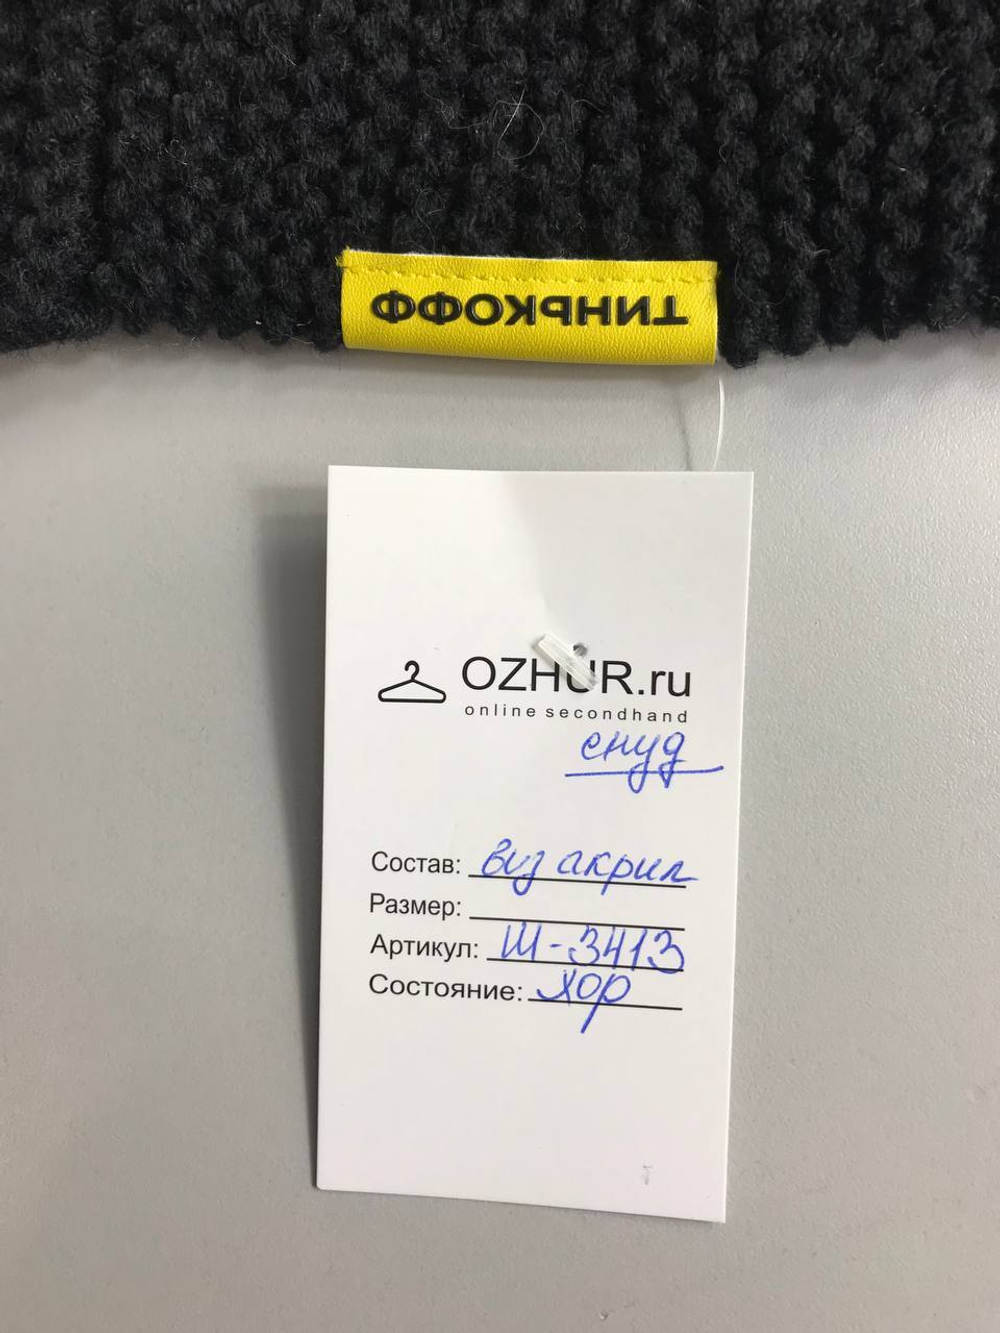 ТИНЬКОФФ
OZHUR.ru
online secondhand
снуд
Состав: виз акрил
Размер:
Артикул: Ш-3413
Состояние: хор